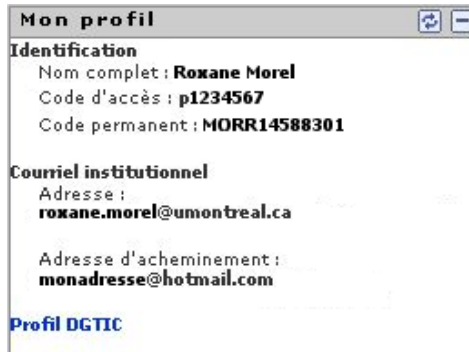 Mon profil
Identification
Nom complet : Roxane Morel
Code d'accès : p1234567
Code permanent : MORR14588301
Courriel institutionnel
Adresse :
roxane.morel@umontreal.ca
Adresse d'acheminement :
monadresse@hotmail.com
Profil DGTIC